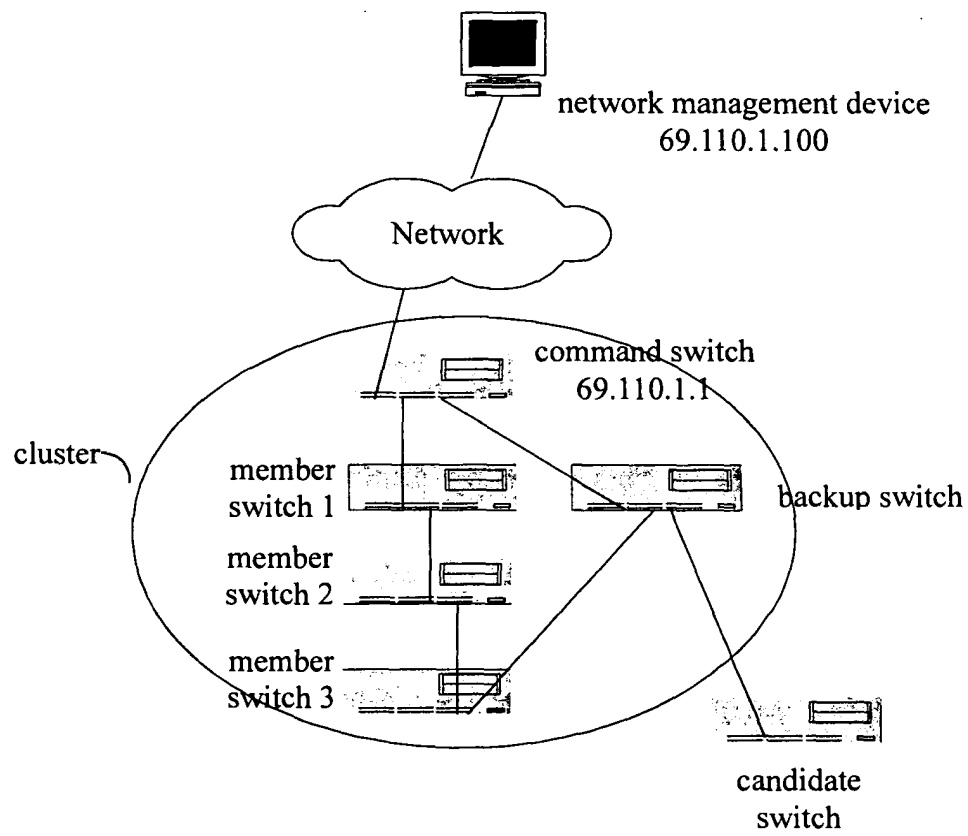 network management device
69.110.1.100
Network
command switch
69.110.1.1
cluster
member
switch 1
backup switch
member
switch 2
member
switch 3
candidate
switch